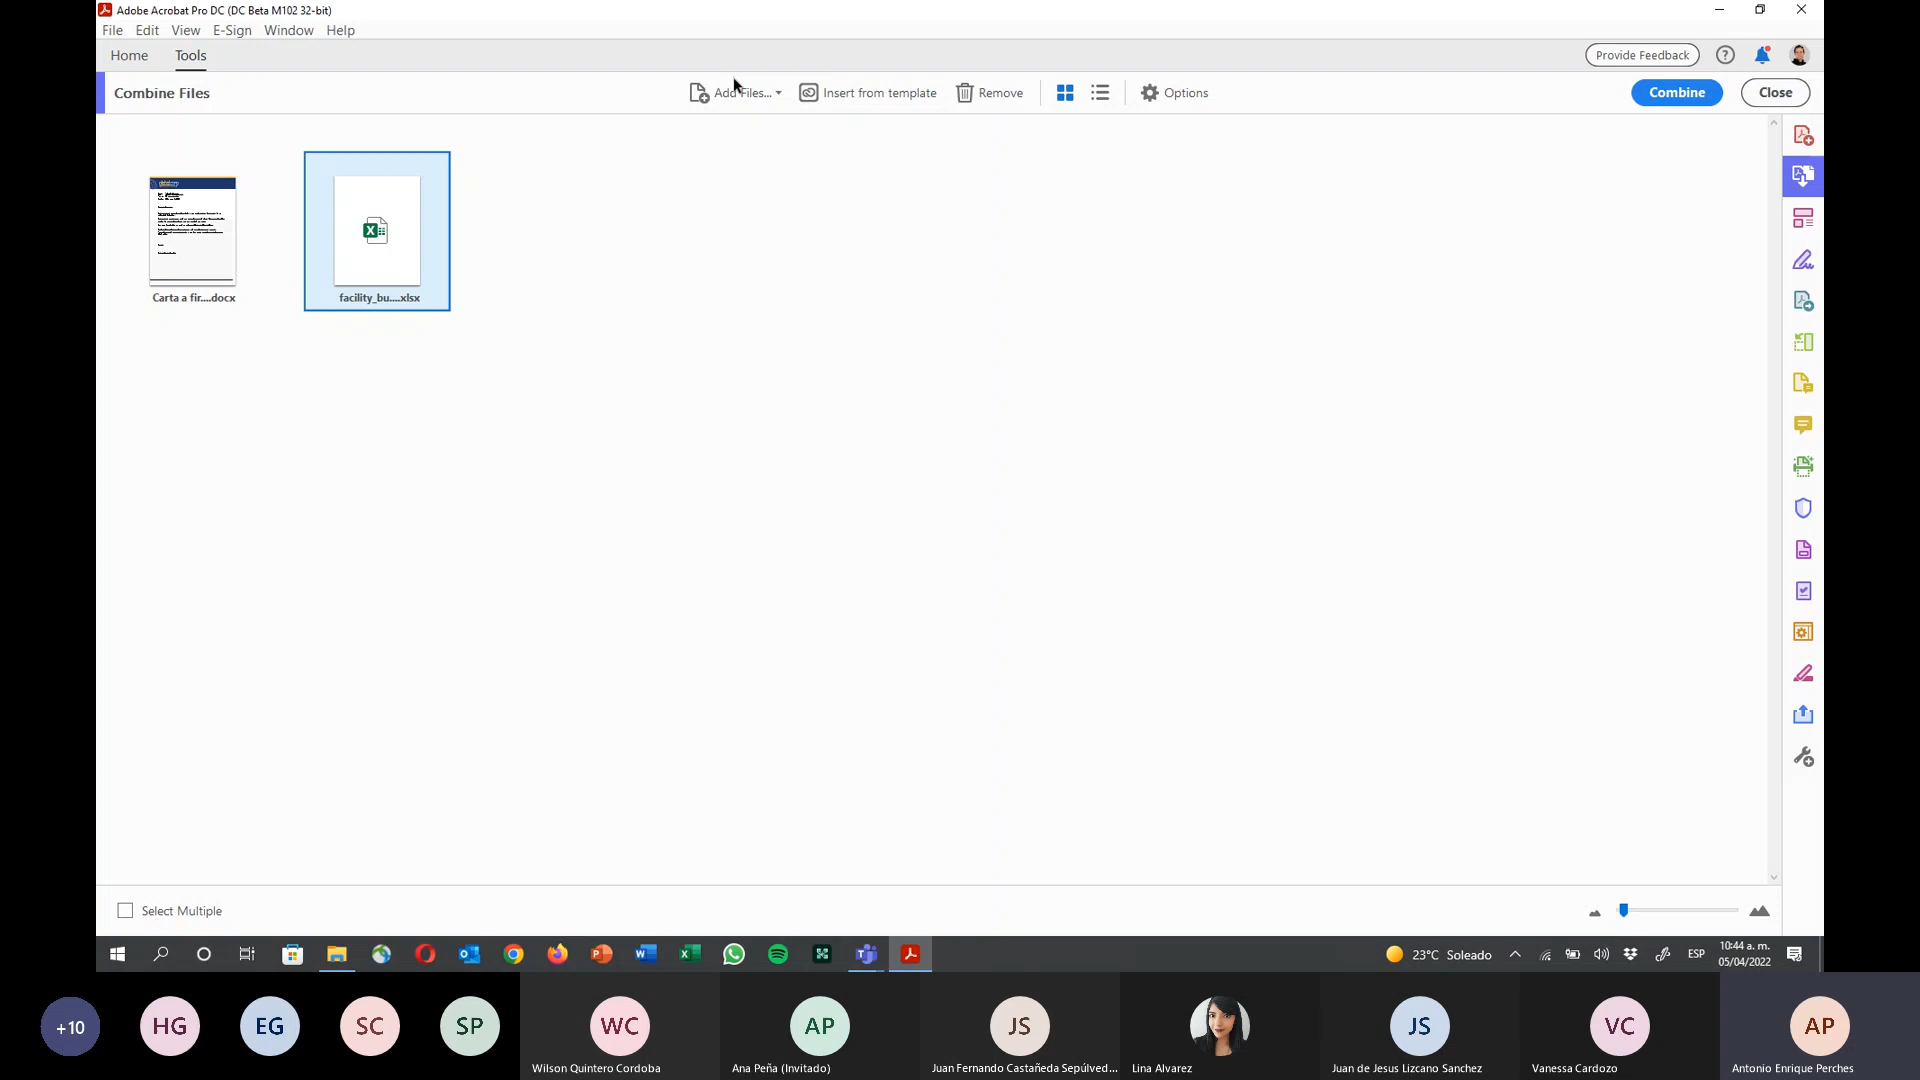 Adobe Acrobat Pro DC (DC Beta M102 32-bit)
File Edit View E-Sign Window Help
Home Tools
Provide Feedback
Combine Files
Add Files...
Insert from template
Remove
Options
Combine
Close
Carta a fir....docx
facility_bu....xlsx
Select Multiple
23°C Soleado
ESP
10:44 a. m.
05/04/2022
+10
HG
EG
SC
SP
WC
AP
JS
JS
VC
AP
Wilson Quintero Cordoba
Ana Peña (Invitado)
Juan Fernando Castañeda Sepúlved...
Lina Alvarez
Juan de Jesus Lizcano Sanchez
Vanessa Cardozo
Antonio Enrique Perches